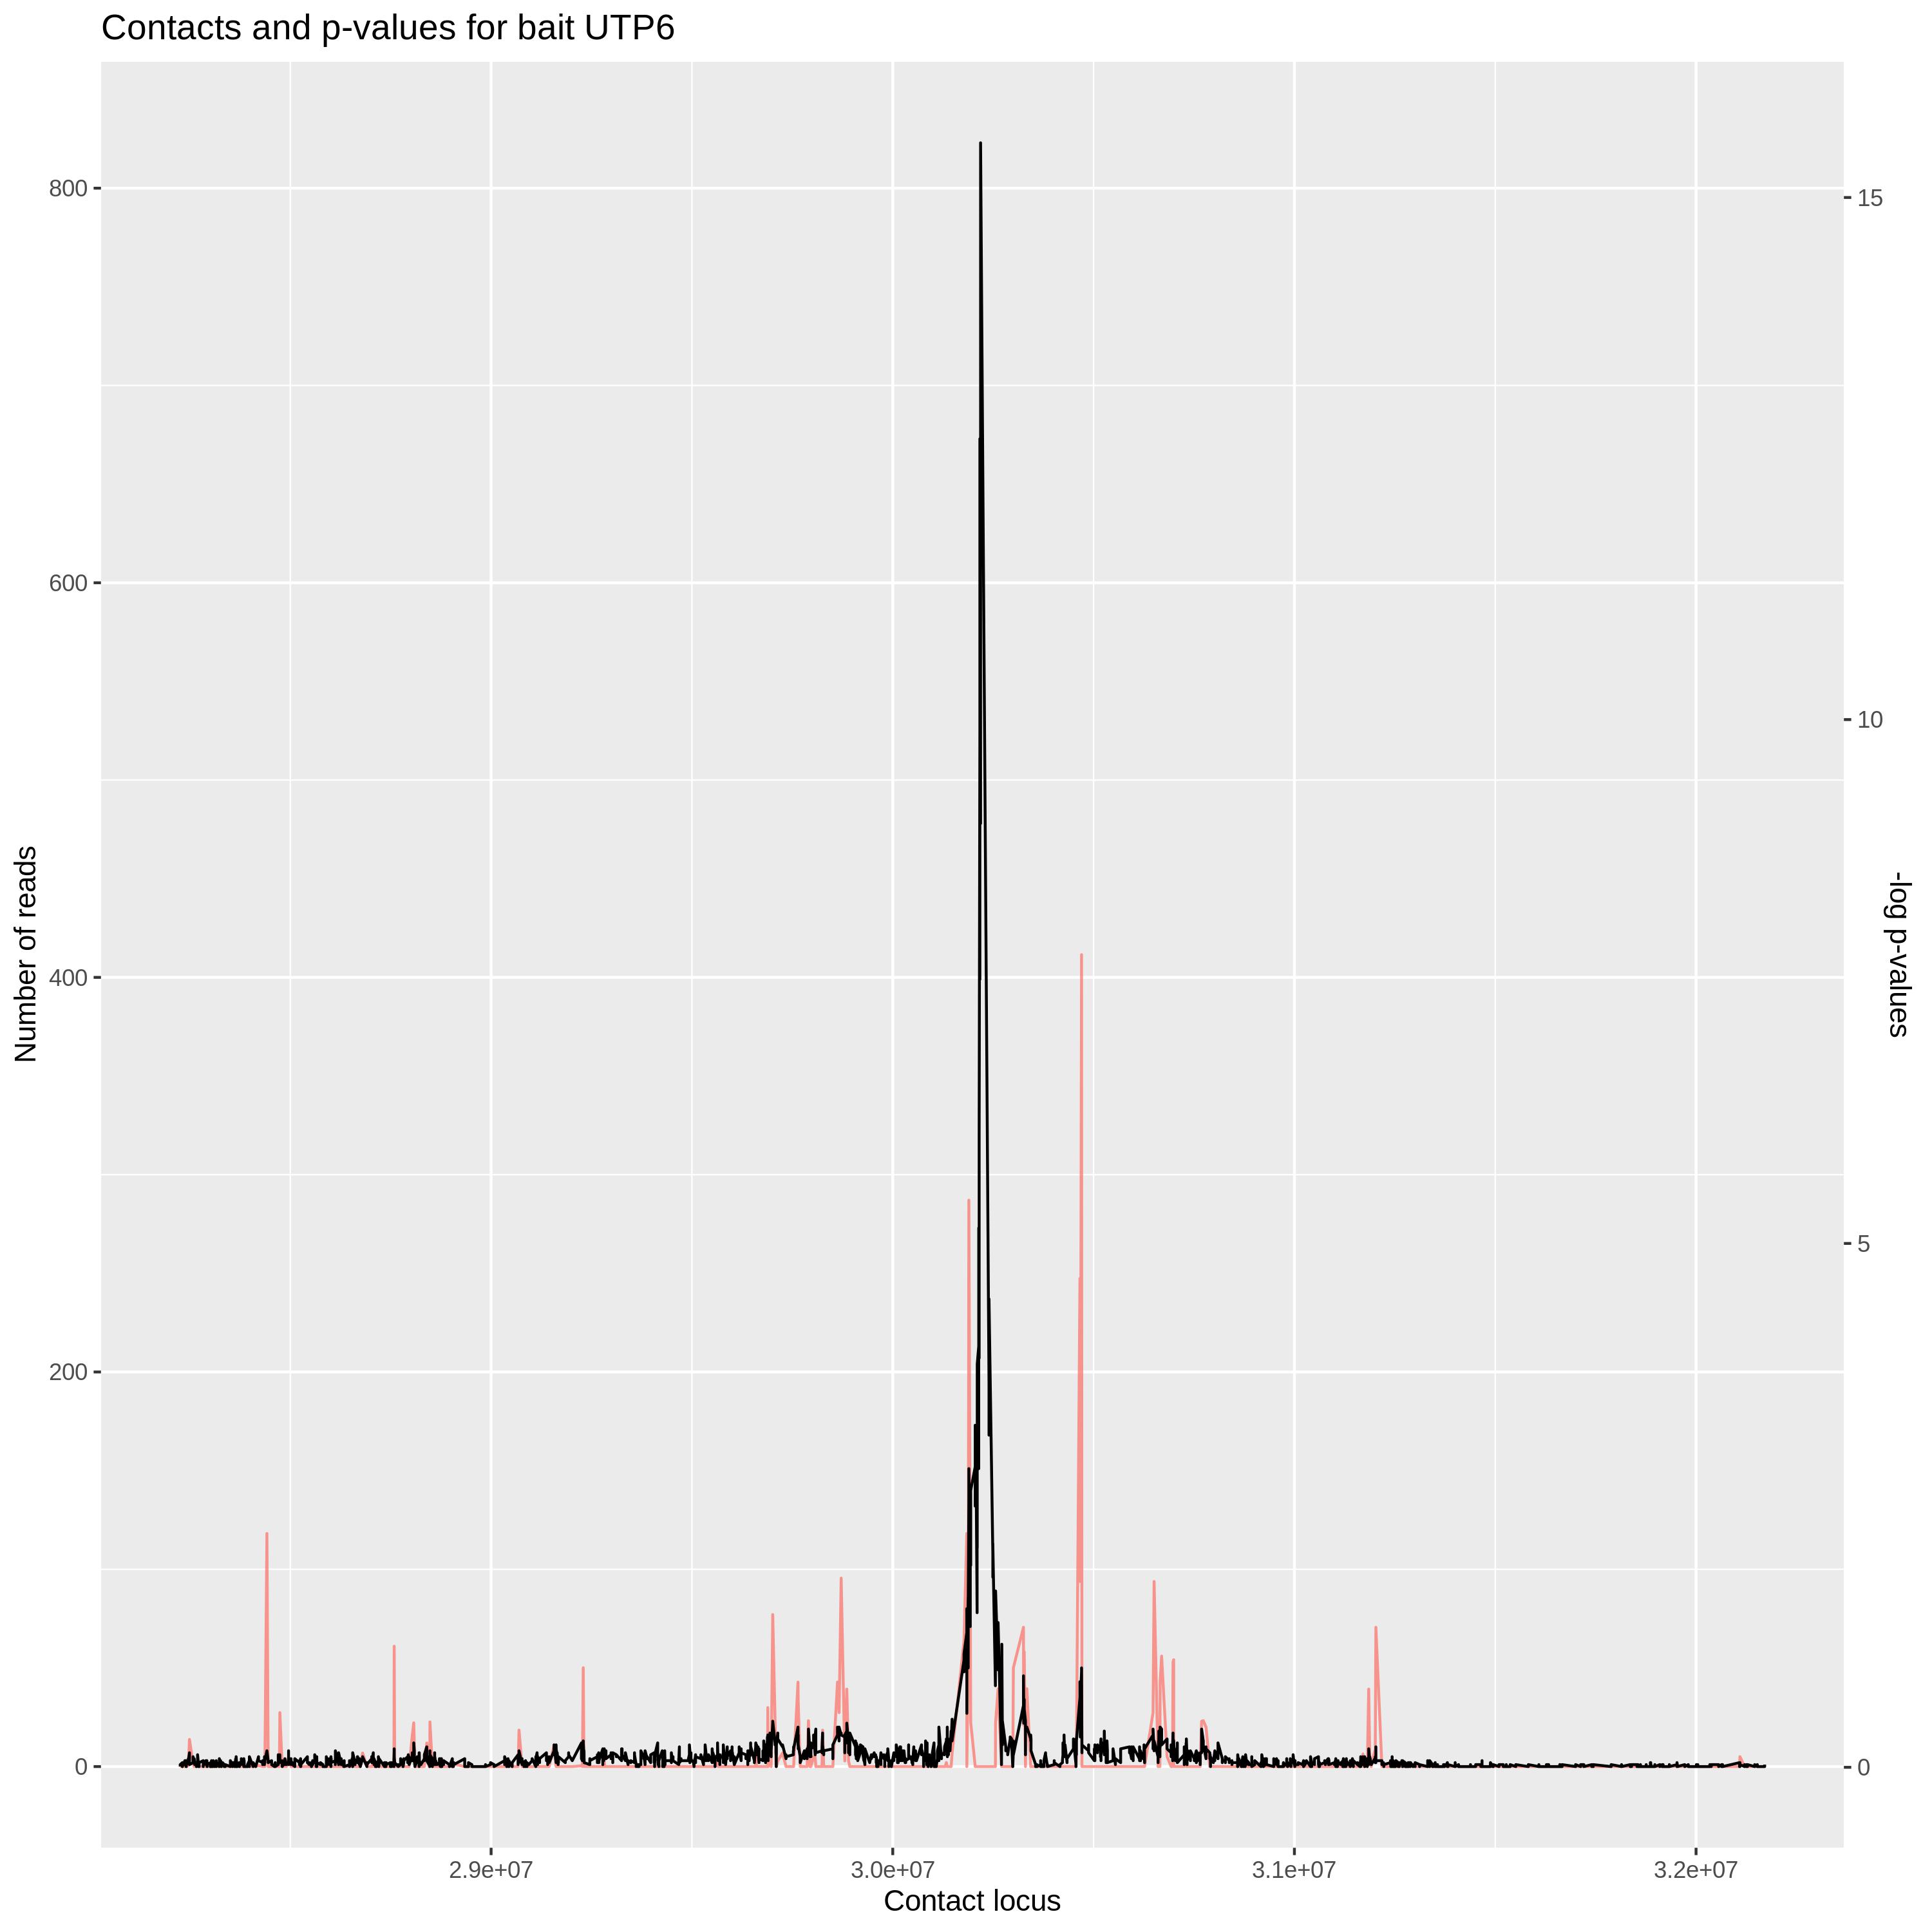 Contacts and p-values for bait UTP6
800
600
400
200
0
15
10
5
0
Number of reads
-log p-values
2.9e+07 3.0e+07 3.1e+07 3.2e+07
Contact locus